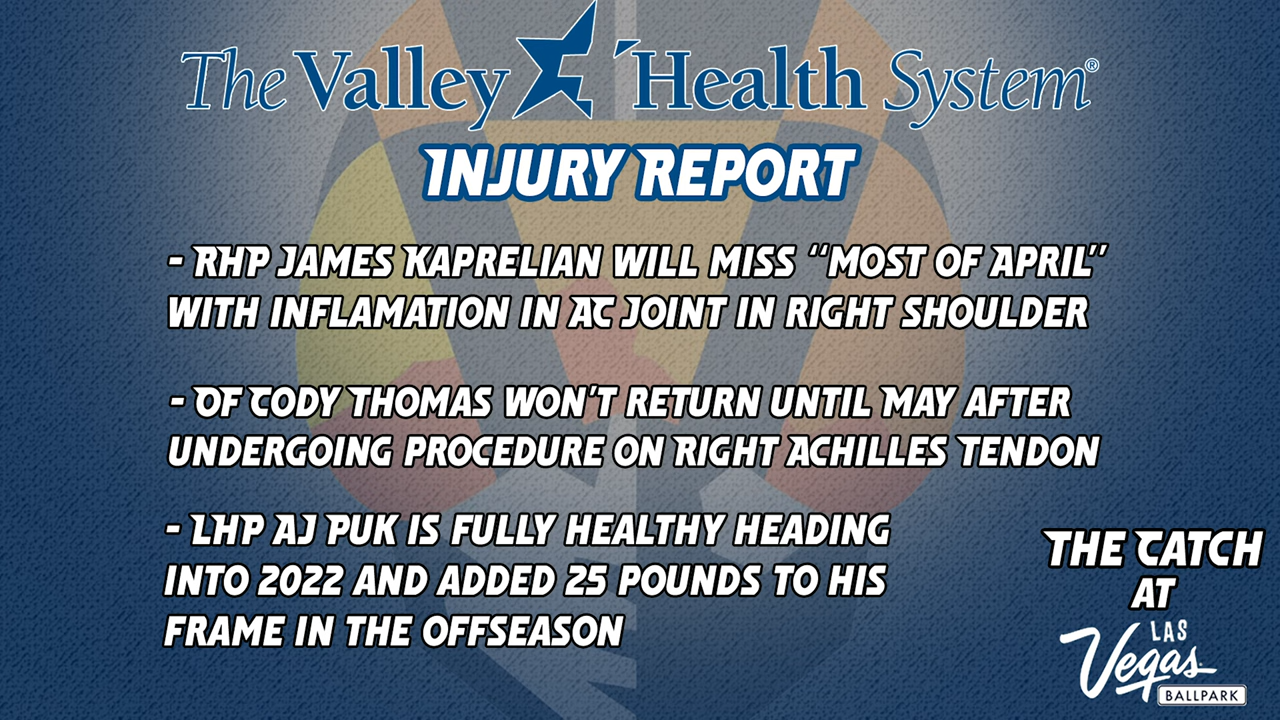 The Valley Health System®
INJURY REPORT
- RHP JAMES KAPRELIAN WILL MISS "MOST OF APRIL"
WITH INFLAMATION IN AC JOINT IN RIGHT SHOULDER
- OF CODY THOMAS WON'T RETURN UNTIL MAY AFTER
UNDERGOING PROCEDURE ON RIGHT ACHILLES TENDON
- LHP AJ PUK IS FULLY HEALTHY HEADING
INTO 2022 AND ADDED 25 POUNDS TO HIS
FRAME IN THE OFFSEASON
THE CATCH
AT
LAS
Vegas
BALLPARK